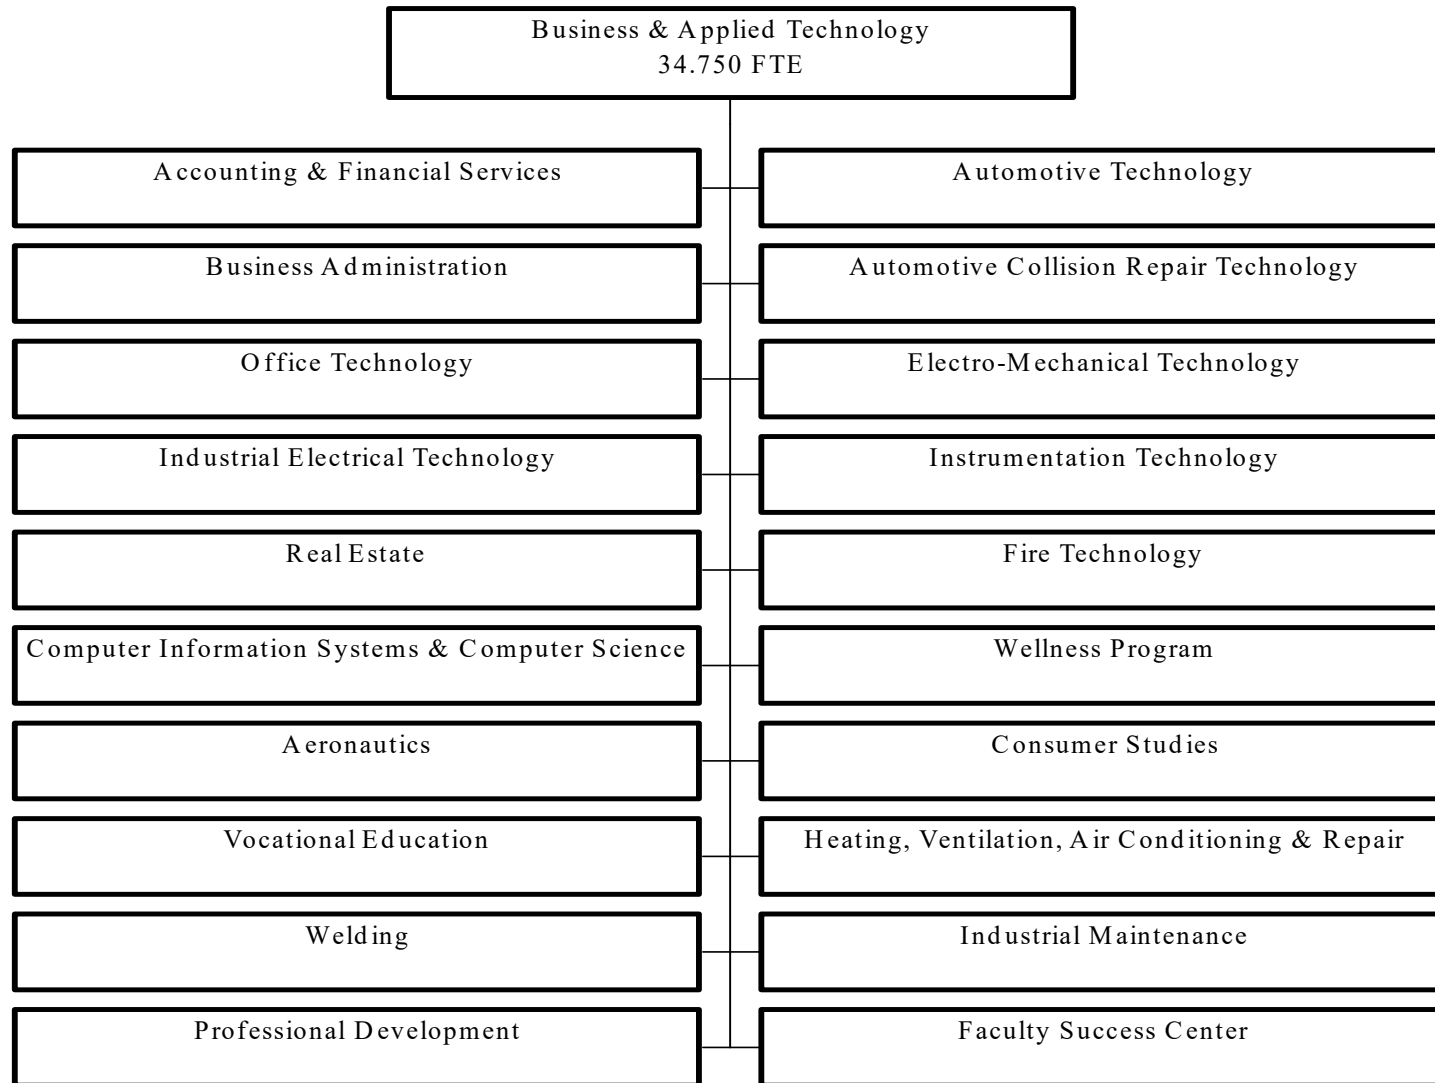 Business & Applied Technology
34.750 FTE
Accounting & Financial Services
Automotive Technology
Business Administration
Automotive Collision Repair Technology
Office Technology
Electro-Mechanical Technology
Industrial Electrical Technology
Instrumentation Technology
Real Estate
Fire Technology
Computer Information Systems & Computer Science
Wellness Program
Aeronautics
Consumer Studies
Vocational Education
Heating, Ventilation, Air Conditioning & Repair
Welding
Industrial Maintenance
Professional Development
Faculty Success Center